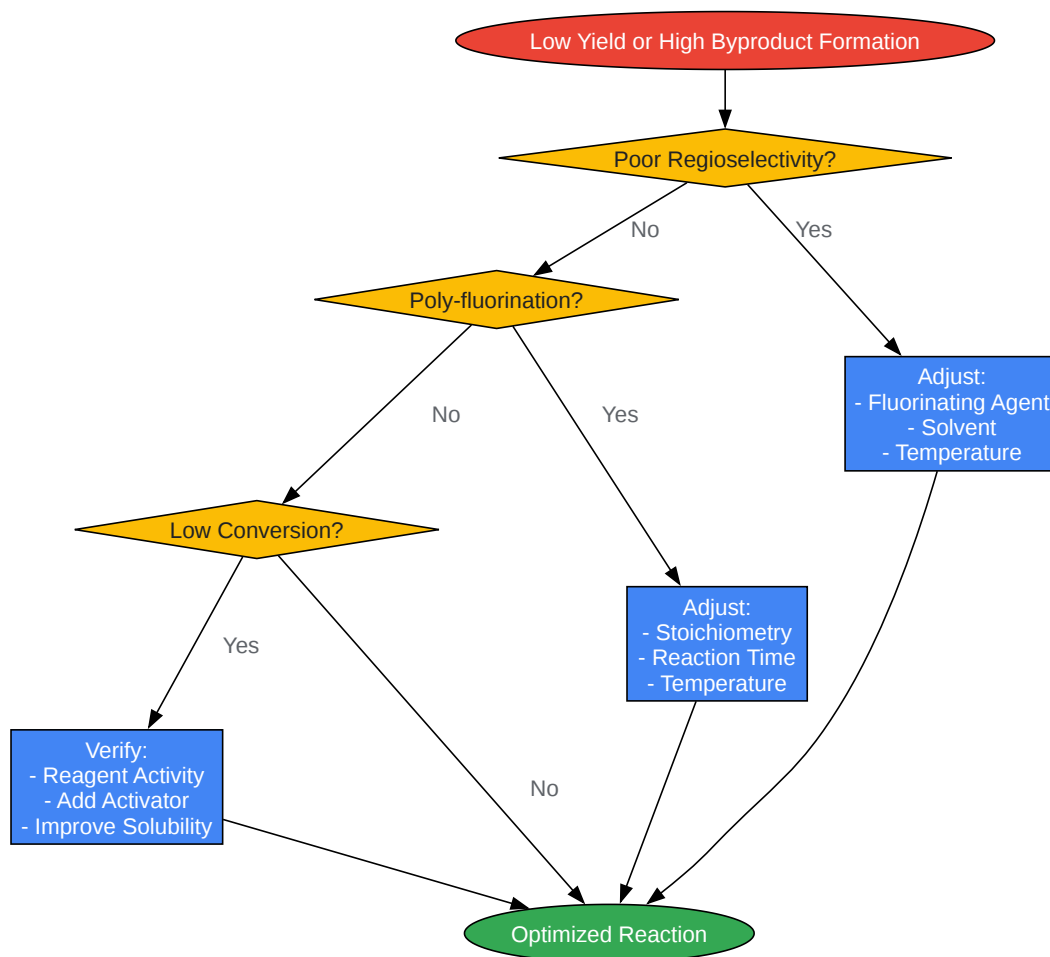 Low Yield or High Byproduct Formation
Poor Regioselectivity?
No
Yes
Poly-fluorination?
Adjust:
- Fluorinating Agent
- Solvent
- Temperature
No
Yes
Low Conversion?
Adjust:
- Stoichiometry
- Reaction Time
- Temperature
Yes
Verify:
- Reagent Activity
- Add Activator
- Improve Solubility
No
Optimized Reaction